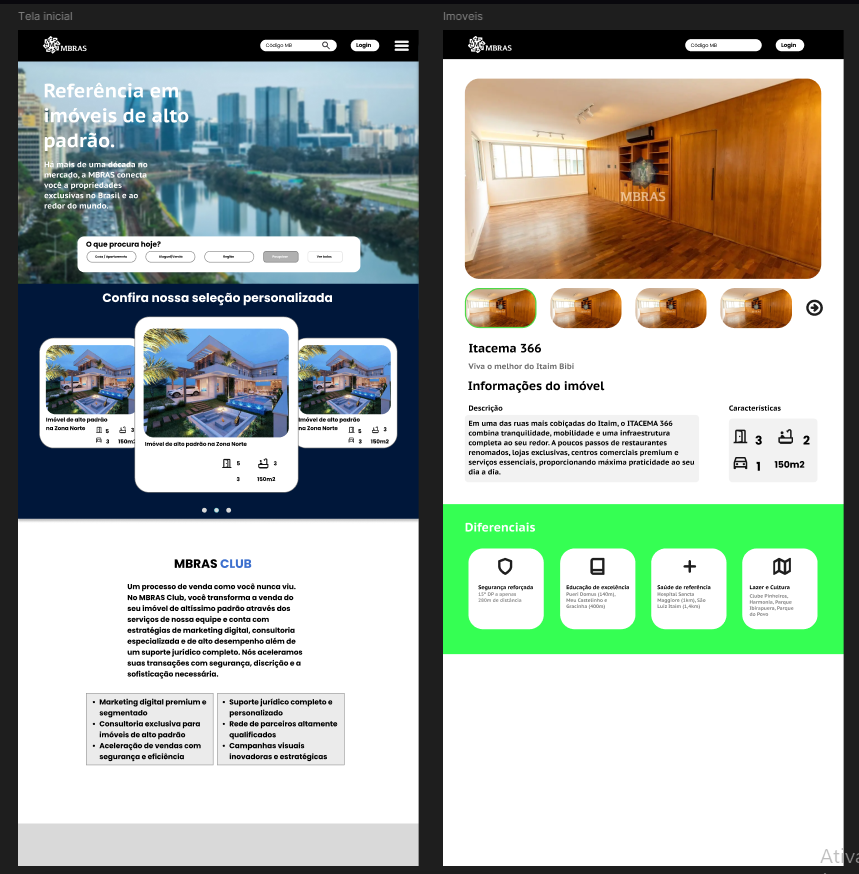 Tela inicial
MBRAS
Código MB
Login
Referência em
imóveis de alto
padrão.
Há mais de uma década no
mercado, a MBRAS conecta
você a propriedades
exclusivas no Brasil e ao
redor do mundo.
O que procura hoje?
Casa | Apartamento
Aluguel/Venda
Região
Pesquisar
Ver todos
Confira nossa seleção personalizada
Imóvel de alto padrão
na Zona Norte
5
3
3
150m2
Imóvel de alto padrão na Zona Norte
5
3
3
150m2
Imóvel de alto padrão
na Zona Norte
5
3
3
150m2
MBRAS CLUB
Um processo de venda como você nunca viu.
No MBRAS Club, você transforma a venda do
seu imóvel de altíssimo padrão através dos
serviços de nossa equipe e conta com
estratégias de marketing digital, consultoria
especializada e de alto desempenho além de
um suporte jurídico completo. Nós aceleramos
suas transações com segurança, discrição e a
sofisticação necessária.
• Marketing digital premium e
segmentado
• Consultoria exclusiva para
imóveis de alto padrão
• Aceleração de vendas com
segurança e eficiência
• Suporte jurídico completo e
personalizado
• Rede de parceiros altamente
qualificados
• Campanhas visuais
inovadoras e estratégicas
Imoveis
MBRAS
Código MB
Login
MBRAS
Itacema 366
Viva o melhor do Itaim Bibi
Informações do imóvel
Descrição
Em uma das ruas mais cobiçadas do Itaim, o ITACEMA 366
combina tranquilidade, mobilidade e uma infraestrutura
completa ao seu redor. A poucos passos de restaurantes
renomados, lojas exclusivas, centros comerciais premium e
serviços essenciais, proporcionando máxima praticidade ao seu
dia a dia.
Características
3
2
1
150m2
Diferenciais
Segurança reforçada
15º DP a apenas
280m de distância
Educação de excelência
Pueri Domus (140m),
Meu Castelinho e
Gracinha (400m)
Saúde de referência
Hospital Sancta
Maggiore (1km), São
Luiz Itaim (1,4km)
Lazer e Cultura
Clube Pinheiros,
Harmonia, Parque
Ibirapuera, Parque
do Povo